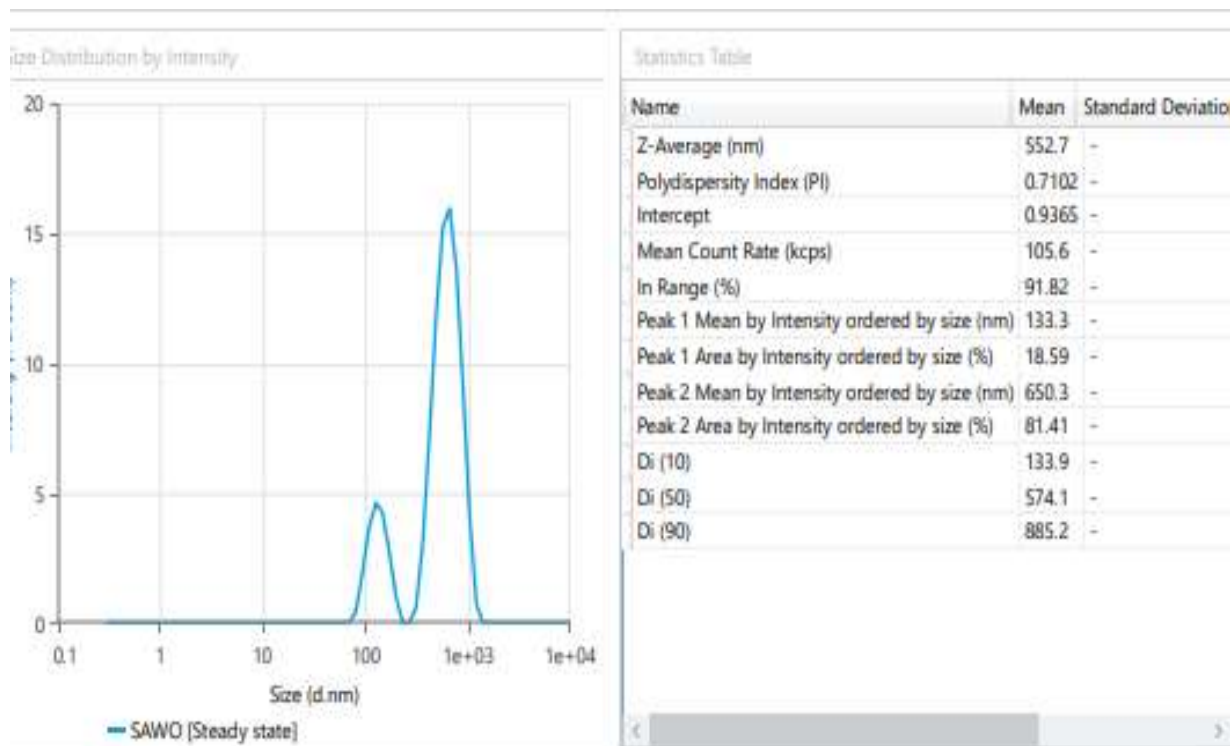 ize Distribution by Intensity
20
15
10
5
0
0.1 1 10 100 1e+03 1e+04
Size (d.nm)
SAWO [Steady state]
Statistics Table
Name Mean Standard Deviatio
Z-Average (nm) 552.7 -
Polydispersity Index (PI) 0.7102 -
Intercept 0.9365 -
Mean Count Rate (kcps) 105.6 -
In Range (%) 91.82 -
Peak 1 Mean by Intensity ordered by size (nm) 133.3 -
Peak 1 Area by Intensity ordered by size (%) 18.59 -
Peak 2 Mean by Intensity ordered by size (nm) 650.3 -
Peak 2 Area by Intensity ordered by size (%) 81.41 -
Di (10) 133.9 -
Di (50) 574.1 -
Di (90) 885.2 -